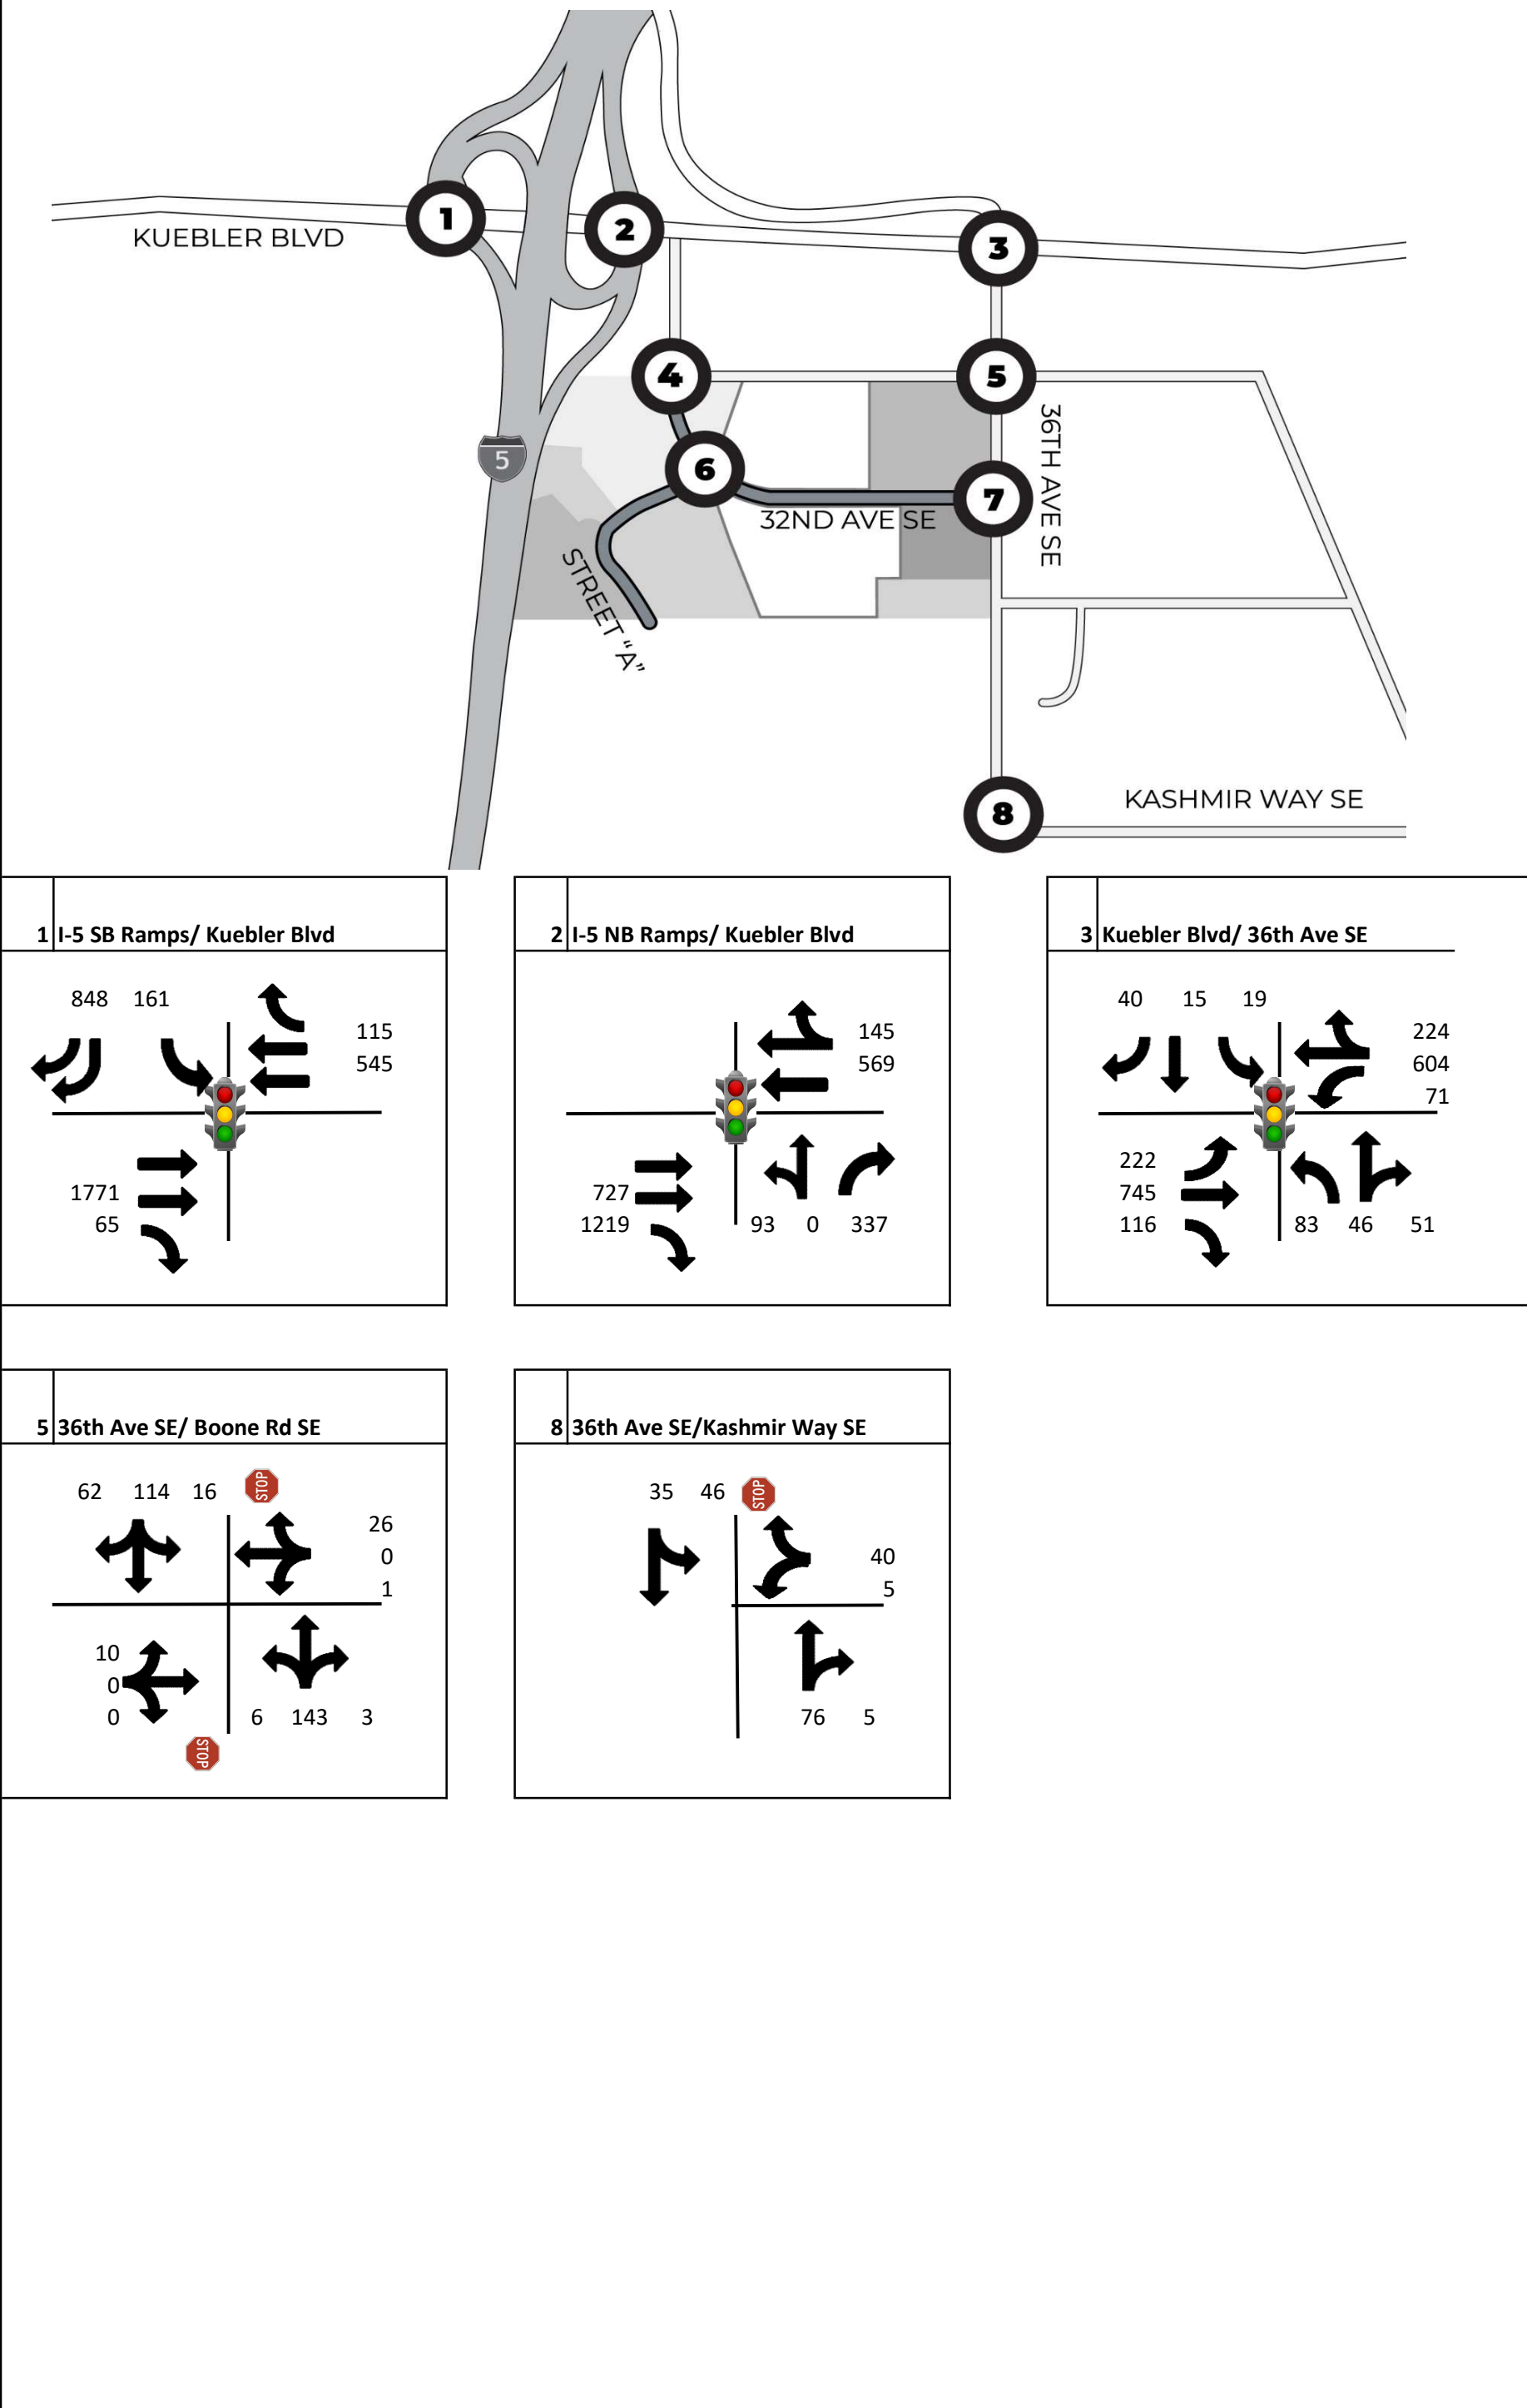 1
2
3
KUEBLER BLVD
4
5
36TH AVE SE
5
6
7
32ND AVE SE
STREET "A"
8
KASHMIR WAY SE
1 I-5 SB Ramps/ Kuebler Blvd
848 161
115
545
1771
65
2 I-5 NB Ramps/ Kuebler Blvd
145
569
727
1219
93 0 337
3 Kuebler Blvd/ 36th Ave SE
40 15 19
224
604
71
222
745
116
83 46 51
5 36th Ave SE/ Boone Rd SE
62 114 16
STOP
26
0
1
10
0
0
6 143 3
STOP
8 36th Ave SE/Kashmir Way SE
35 46
STOP
40
5
76 5